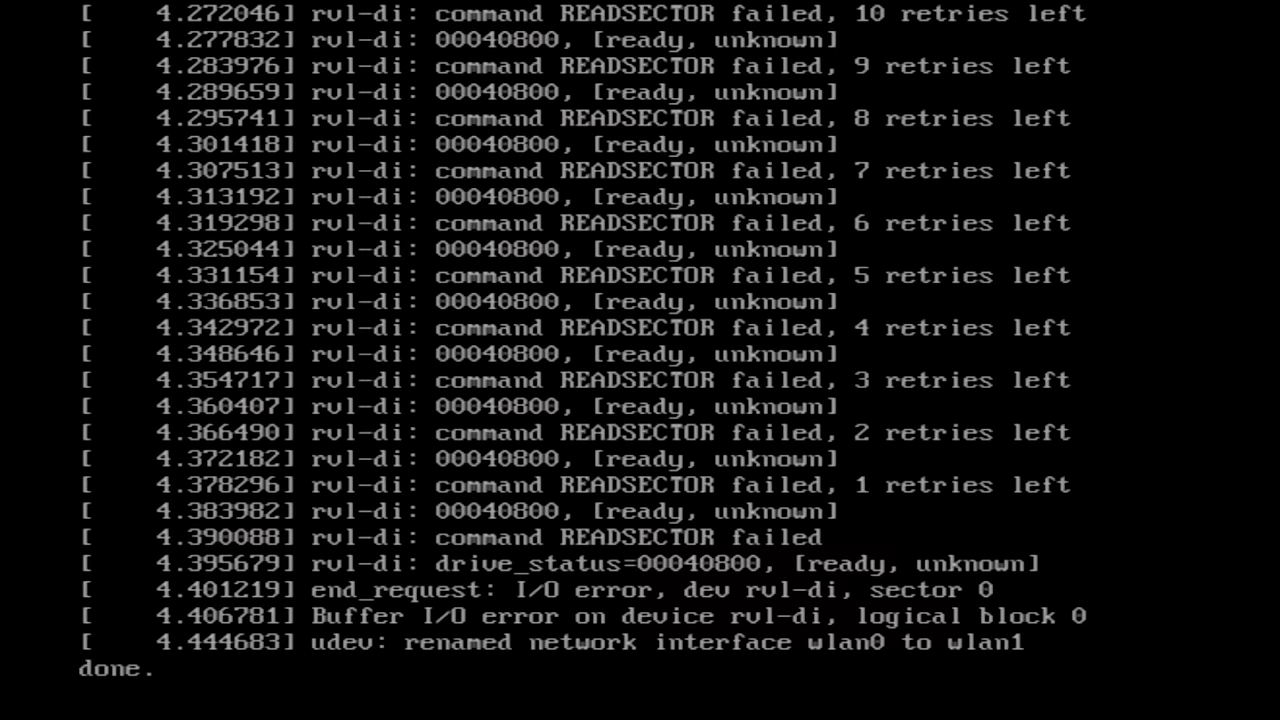 [    4.272046] rvl-di: command READSECTOR failed, 10 retries left
[    4.277832] rvl-di: 00040800, [ready, unknown]
[    4.283976] rvl-di: command READSECTOR failed, 9 retries left
[    4.289659] rvl-di: 00040800, [ready, unknown]
[    4.295741] rvl-di: command READSECTOR failed, 8 retries left
[    4.301418] rvl-di: 00040800, [ready, unknown]
[    4.307513] rvl-di: command READSECTOR failed, 7 retries left
[    4.313192] rvl-di: 00040800, [ready, unknown]
[    4.319298] rvl-di: command READSECTOR failed, 6 retries left
[    4.325044] rvl-di: 00040800, [ready, unknown]
[    4.331154] rvl-di: command READSECTOR failed, 5 retries left
[    4.336853] rvl-di: 00040800, [ready, unknown]
[    4.342972] rvl-di: command READSECTOR failed, 4 retries left
[    4.348646] rvl-di: 00040800, [ready, unknown]
[    4.354717] rvl-di: command READSECTOR failed, 3 retries left
[    4.360407] rvl-di: 00040800, [ready, unknown]
[    4.366490] rvl-di: command READSECTOR failed, 2 retries left
[    4.372182] rvl-di: 00040800, [ready, unknown]
[    4.378296] rvl-di: command READSECTOR failed, 1 retries left
[    4.383982] rvl-di: 00040800, [ready, unknown]
[    4.390088] rvl-di: command READSECTOR failed
[    4.395679] rvl-di: drive_status=00040800, [ready, unknown]
[    4.401219] end_request: I/O error, dev rvl-di, sector 0
[    4.406781] Buffer I/O error on device rvl-di, logical block 0
[    4.444683] udev: renamed network interface wlan0 to wlan1
done.